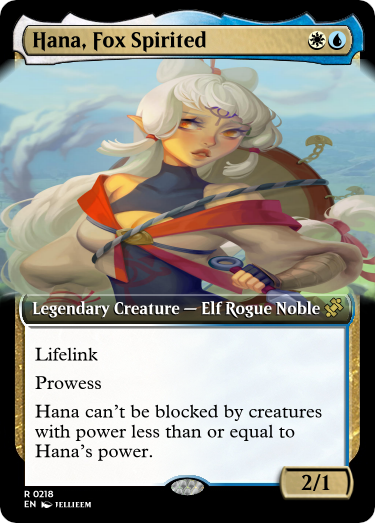 Hana, Fox Spirited
Legendary Creature — Elf Rogue Noble
Lifelink
Prowess
Hana can't be blocked by creatures
with power less than or equal to
Hana's power.
2/1
R 0218
EN JELLIEEM